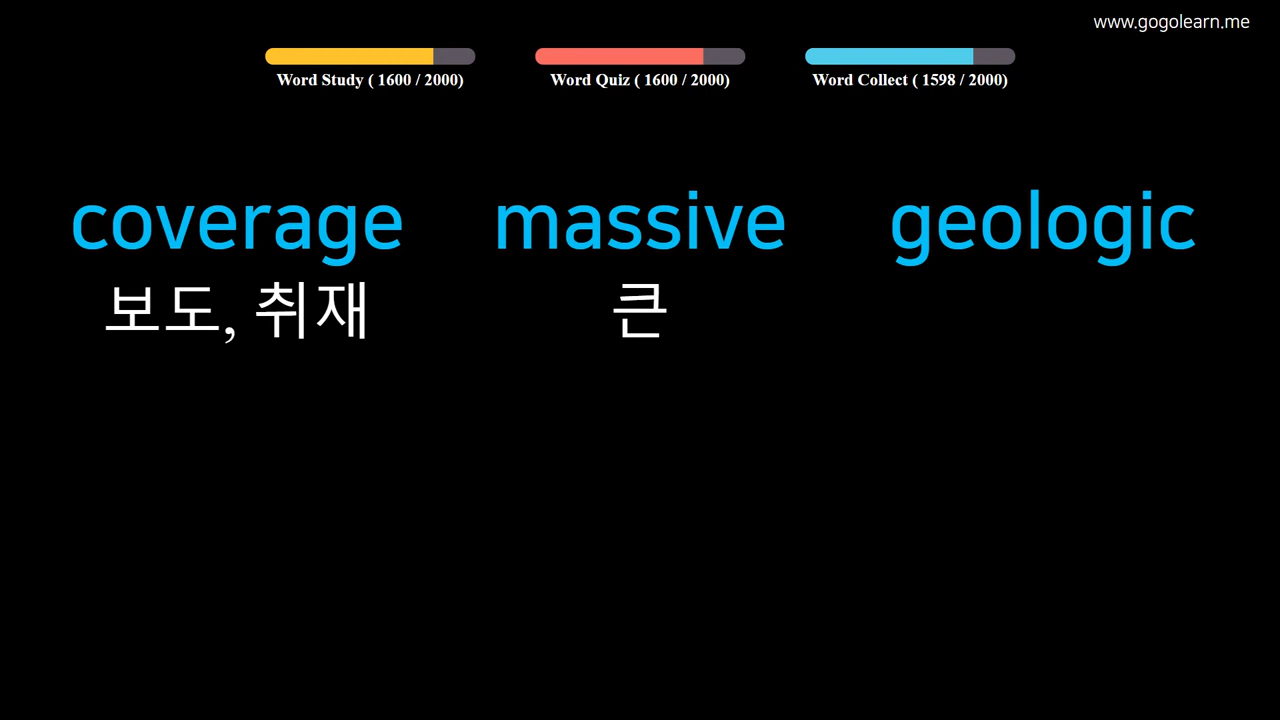 www.gogolearn.me
Word Study ( 1600 / 2000) Word Quiz ( 1600 / 2000) Word Collect ( 1598 / 2000)
coverage massive geologic
보도, 취재 큰